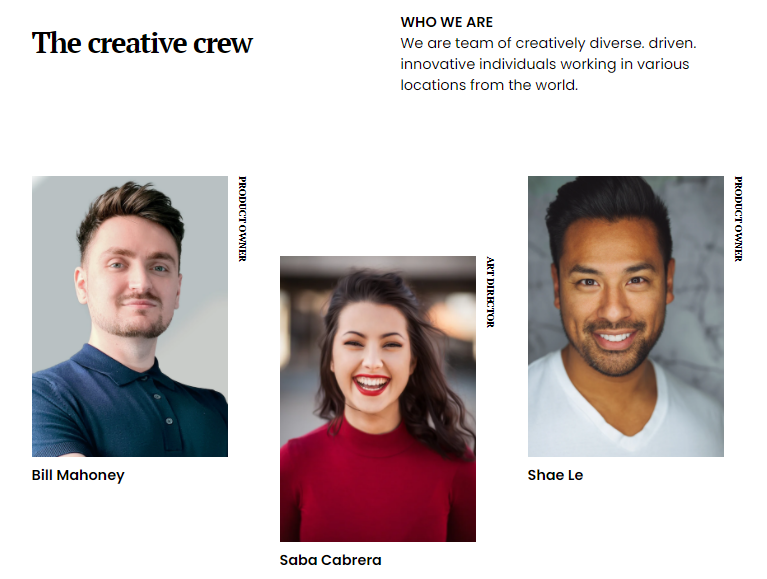 The creative crew
WHO WE ARE
We are team of creatively diverse. driven.
innovative individuals working in various
locations from the world.
PRODUCT OWNER
Bill Mahoney
ART DIRECTOR
Saba Cabrera
PRODUCT OWNER
Shae Le